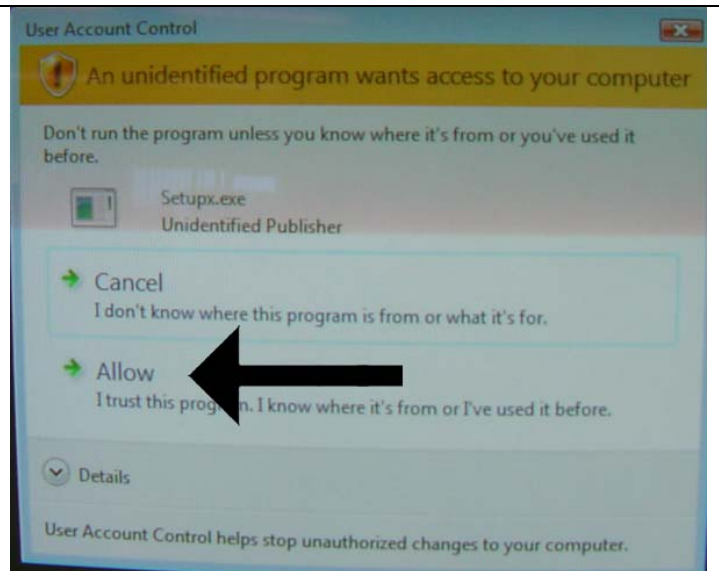 User Account Control
An unidentified program wants access to your computer
Don't run the program unless you know where it's from or you've used it
before.
Setupx.exe
Unidentified Publisher
Cancel
I don't know where this program is from or what it's for.
Allow
I trust this program. I know where it's from or I've used it before.
Details
User Account Control helps stop unauthorized changes to your computer.